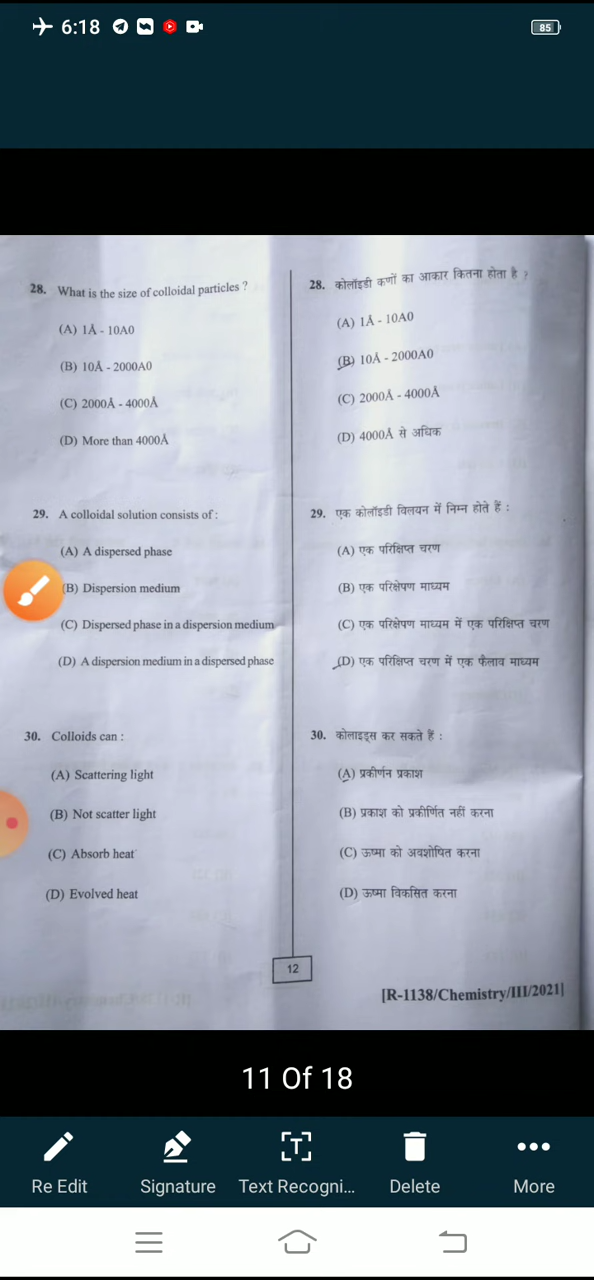 6:18
85
28. What is the size of colloidal particles ?
(A) 1Å - 10A0
(B) 10Å - 2000A0
(C) 2000Å - 4000Å
(D) More than 4000Å
29. A colloidal solution consists of :
(A) A dispersed phase
(B) Dispersion medium
(C) Dispersed phase in a dispersion medium
(D) A dispersion medium in a dispersed phase
30. Colloids can :
(A) Scattering light
(B) Not scatter light
(C) Absorb heat
(D) Evolved heat
28. कोलॉइडी कणों का आकार कितना होता है ?
(A) 1Å - 10A0
(B) 10Å - 2000A0
(C) 2000Å - 4000Å
(D) 4000Å से अधिक
29. एक कोलॉइडी विलयन में निम्न होते हैं :
(A) एक परिक्षिप्त चरण
(B) एक परिक्षेपण माध्यम
(C) एक परिक्षेपण माध्यम में एक परिक्षिप्त चरण
(D) एक परिक्षिप्त चरण में एक फैलाव माध्यम
30. कोलाइड्स कर सकते हैं :
(A) प्रकीर्णन प्रकाश
(B) प्रकाश को प्रकीर्णित नहीं करना
(C) ऊष्मा को अवशोषित करना
(D) ऊष्मा विकसित करना
12
[R-1138/Chemistry/III/2021]
11 Of 18
Re Edit
Signature
Text Recogni...
Delete
More